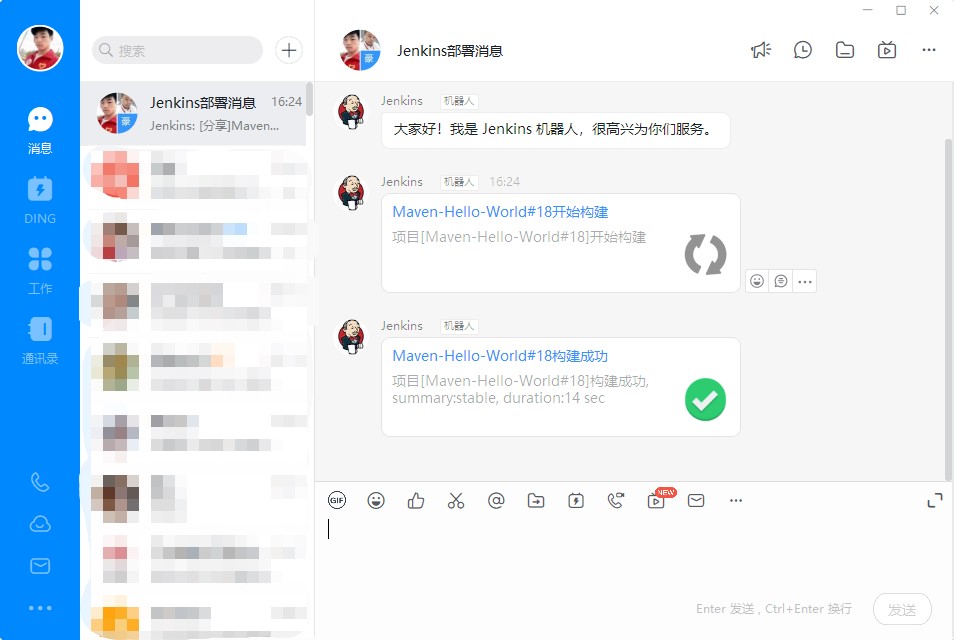 搜索
消息
DING
工作
通讯录
Jenkins部署消息
16:24
Jenkins: [分享]Maven...
豪
豪
Jenkins部署消息
Jenkins 机器人
大家好！我是 Jenkins 机器人，很高兴为你们服务。
Jenkins 机器人 16:24
Maven-Hello-World#18开始构建
项目[Maven-Hello-World#18]开始构建
Jenkins 机器人
Maven-Hello-World#18构建成功
项目[Maven-Hello-World#18]构建成功,
summary:stable, duration:14 sec
GIF
NEW
Enter 发送 , Ctrl+Enter 换行
发送